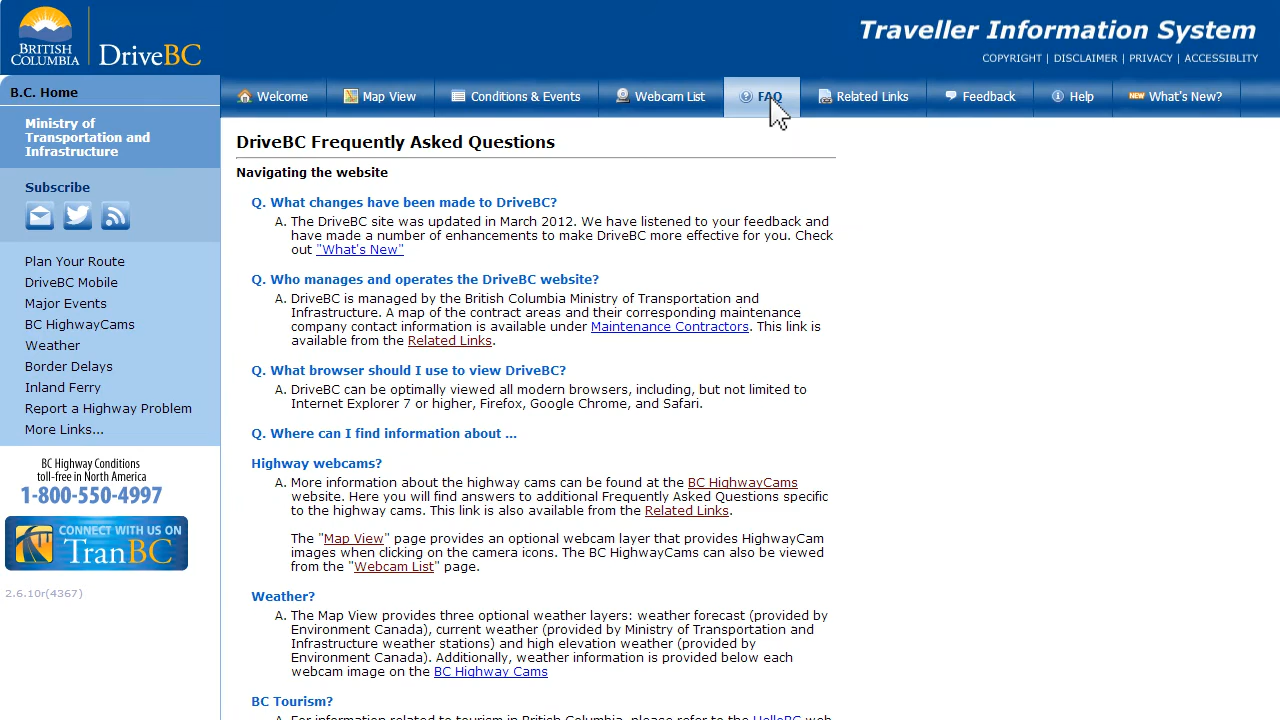 BRITISH
COLUMBIA
DriveBC
Traveller Information System
COPYRIGHT | DISCLAIMER | PRIVACY | ACCESSIBLITY
B.C. Home
Welcome
Map View
Conditions & Events
Webcam List
FAQ
Related Links
Feedback
Help
NEW What's New?
Ministry of
Transportation and
Infrastructure
Subscribe
Plan Your Route
DriveBC Mobile
Major Events
BC HighwayCams
Weather
Border Delays
Inland Ferry
Report a Highway Problem
More Links...
BC Highway Conditions
toll-free in North America
1-800-550-4997
CONNECT WITH US ON
TranBC
2.6.10r(4367)
DriveBC Frequently Asked Questions
Navigating the website
Q. What changes have been made to DriveBC?
A. The DriveBC site was updated in March 2012. We have listened to your feedback and
have made a number of enhancements to make DriveBC more effective for you. Check
out "What's New"
Q. Who manages and operates the DriveBC website?
A. DriveBC is managed by the British Columbia Ministry of Transportation and
Infrastructure. A map of the contract areas and their corresponding maintenance
company contact information is available under Maintenance Contractors. This link is
available from the Related Links.
Q. What browser should I use to view DriveBC?
A. DriveBC can be optimally viewed all modern browsers, including, but not limited to
Internet Explorer 7 or higher, Firefox, Google Chrome, and Safari.
Q. Where can I find information about ...
Highway webcams?
A. More information about the highway cams can be found at the BC HighwayCams
website. Here you will find answers to additional Frequently Asked Questions specific
to the highway cams. This link is also available from the Related Links.
The "Map View" page provides an optional webcam layer that provides HighwayCam
images when clicking on the camera icons. The BC HighwayCams can also be viewed
from the "Webcam List" page.
Weather?
A. The Map View provides three optional weather layers: weather forecast (provided by
Environment Canada), current weather (provided by Ministry of Transportation and
Infrastructure weather stations) and high elevation weather (provided by
Environment Canada). Additionally, weather information is provided below each
webcam image on the BC Highway Cams
BC Tourism?
A. For information related to tourism in British Columbia, please refer to the HelloBC web